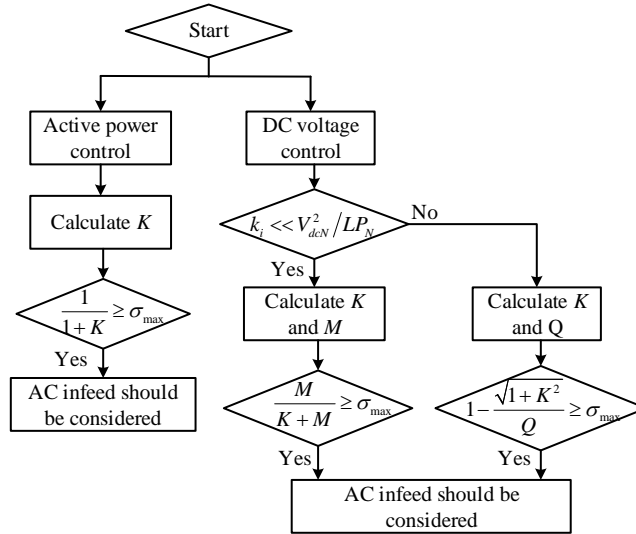 Start
Active power
control
DC voltage
control
Calculate K
k_i << V_{dcN}^2 / LP_N
No
Yes
1/(1+K) ≥ σ_max
Calculate K
and M
Calculate K
and Q
Yes
AC infeed should
be considered
M/(K+M) ≥ σ_max
1 - √(1+K^2)/Q ≥ σ_max
Yes
Yes
AC infeed should be
considered